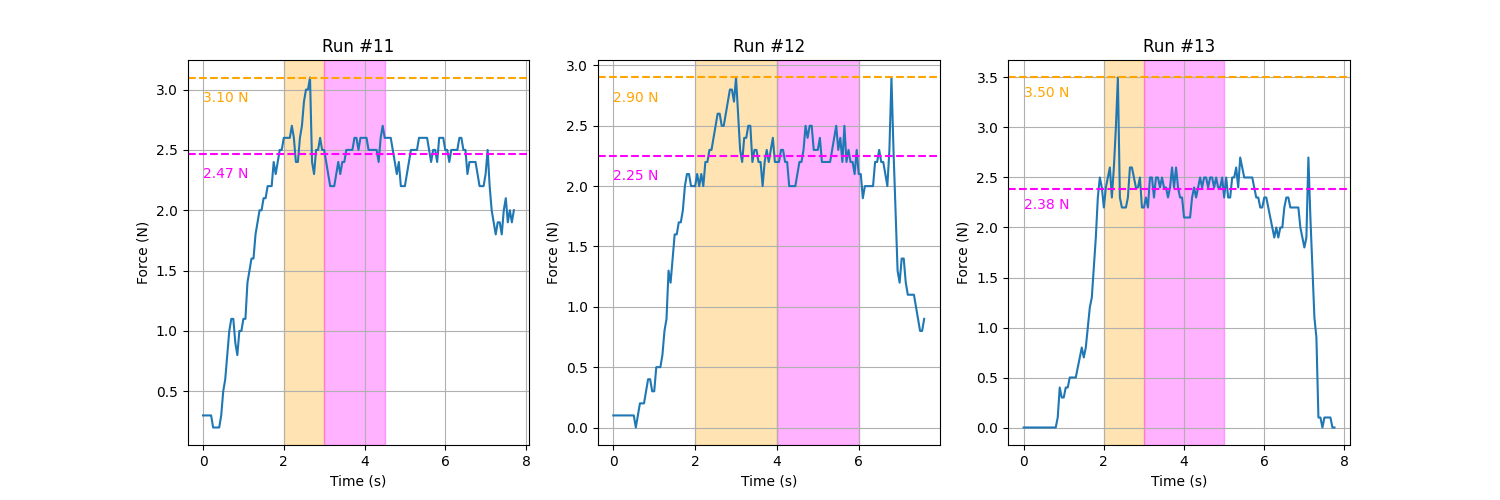 Run #11
3.0
2.5
2.0
1.5
1.0
0.5
Force (N)
3.10 N
2.47 N
0 2 4 6 8
Time (s)
Run #12
3.0
2.5
2.0
1.5
1.0
0.5
0.0
Force (N)
2.90 N
2.25 N
0 2 4 6
Time (s)
Run #13
3.5
3.0
2.5
2.0
1.5
1.0
0.5
0.0
Force (N)
3.50 N
2.38 N
0 2 4 6 8
Time (s)